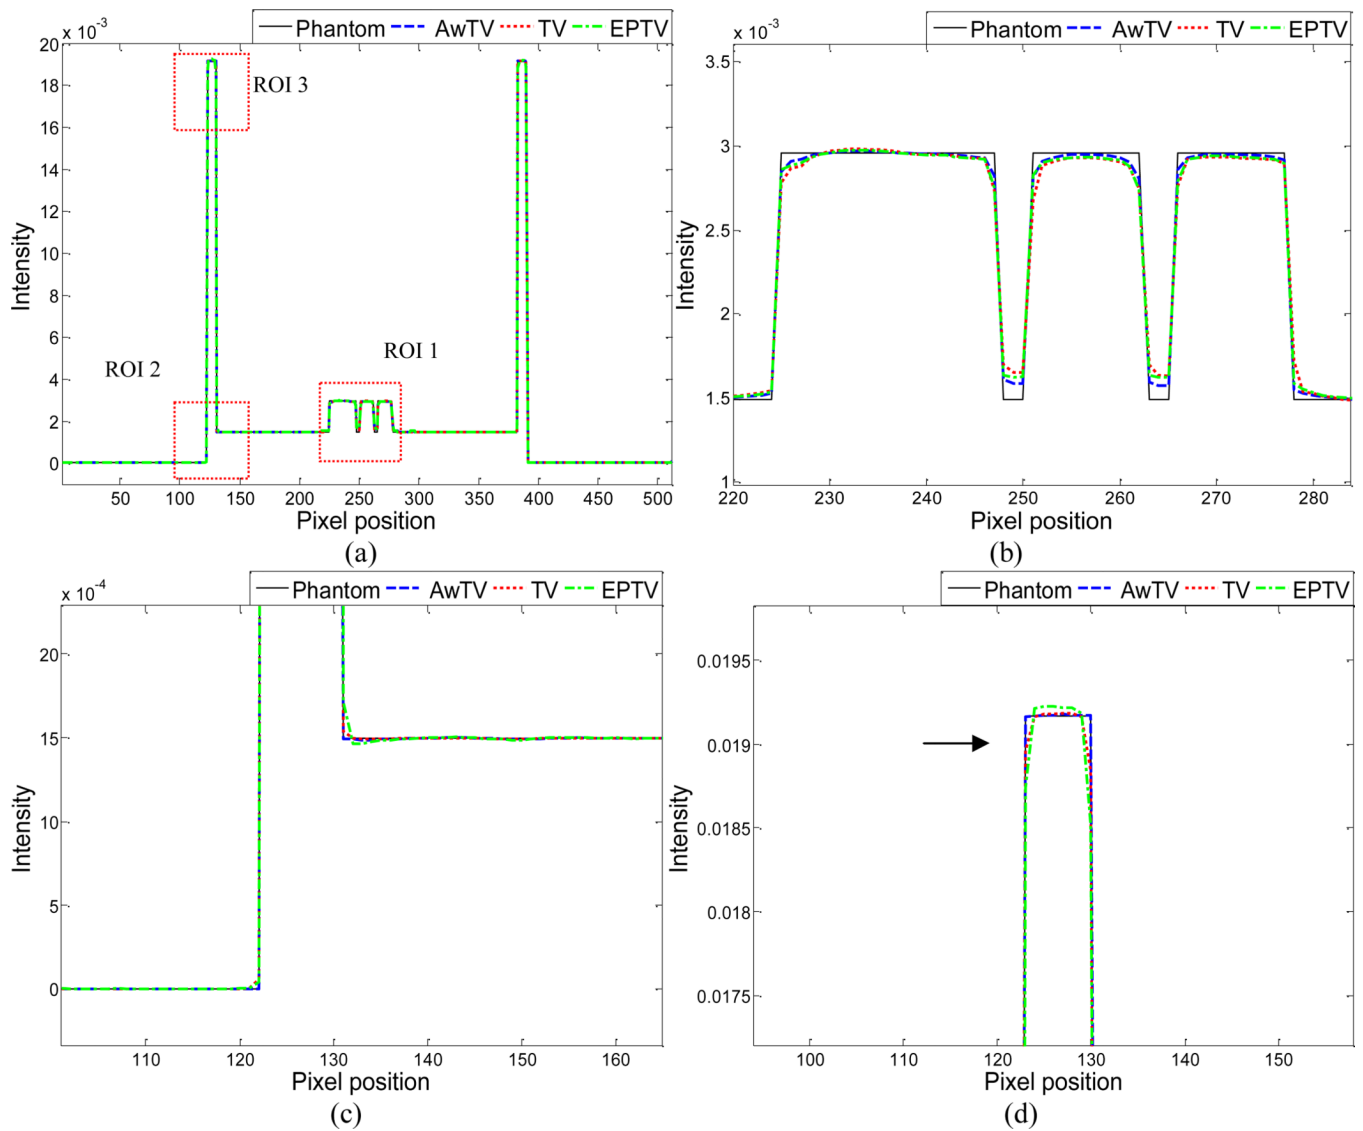 Phantom AwTV TV EPTV
x 10^-3
20
18
16
14
12
10
8
6
4
2
0
Intensity
ROI 3
ROI 2
ROI 1
50 100 150 200 250 300 350 400 450 500
Pixel position
(a)
Phantom AwTV TV EPTV
x 10^-3
3.5
3
2.5
2
1.5
1
Intensity
220 230 240 250 260 270 280
Pixel position
(b)
Phantom AwTV TV EPTV
x 10^-4
20
15
10
5
0
Intensity
110 120 130 140 150 160
Pixel position
(c)
Phantom AwTV TV EPTV
0.0195
0.019
0.0185
0.018
0.0175
Intensity
100 110 120 130 140 150
Pixel position
(d)